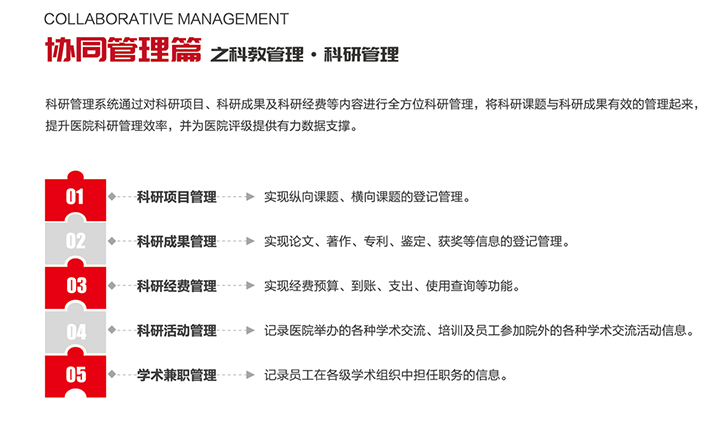 COLLABORATIVE MANAGEMENT
协同管理篇 之科教管理·科研管理
科研管理系统通过对科研项目、科研成果及科研经费等内容进行全方位科研管理，将科研课题与科研成果有效的管理起来，
提升医院科研管理效率，并为医院评级提供有力数据支撑。
01 科研项目管理 实现纵向课题、横向课题的登记管理。
02 科研成果管理 实现论文、著作、专利、鉴定、获奖等信息的登记管理。
03 科研经费管理 实现经费预算、到账、支出、使用查询等功能。
04 科研活动管理 记录医院举办的各种学术交流、培训及员工参加院外的各种学术交流活动信息。
05 学术兼职管理 记录员工在各级学术组织中担任职务的信息。